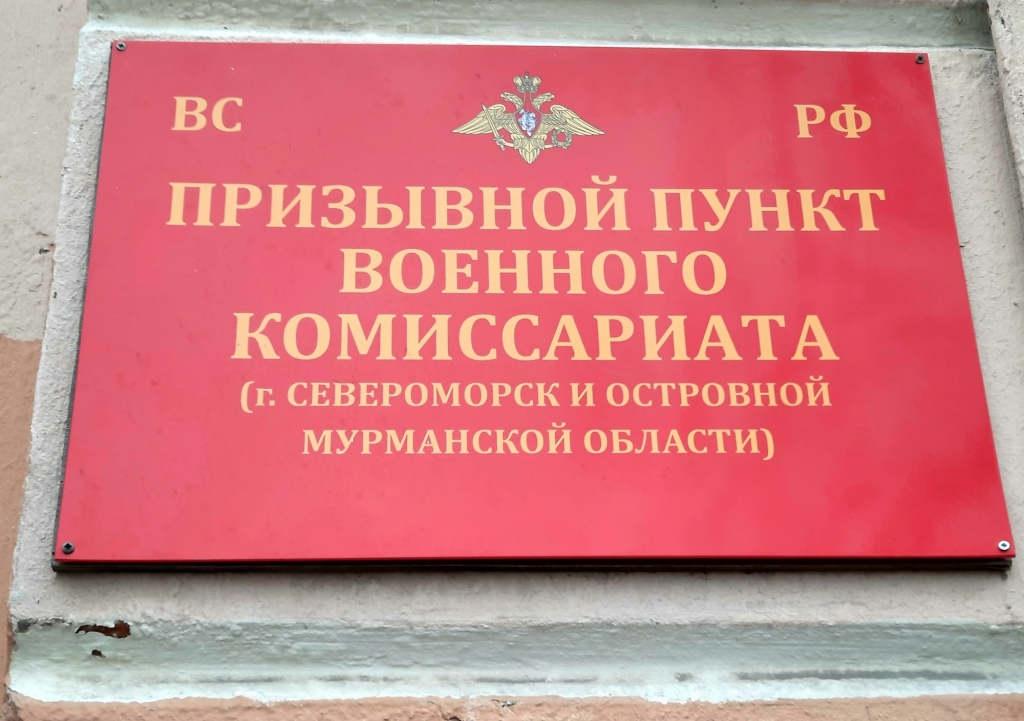 ВС РФ
ПРИЗЫВНОЙ ПУНКТ
ВОЕННОГО
КОМИССАРИАТА
(г. СЕВЕРОМОРСК И ОСТРОВНОЙ
МУРМАНСКОЙ ОБЛАСТИ)